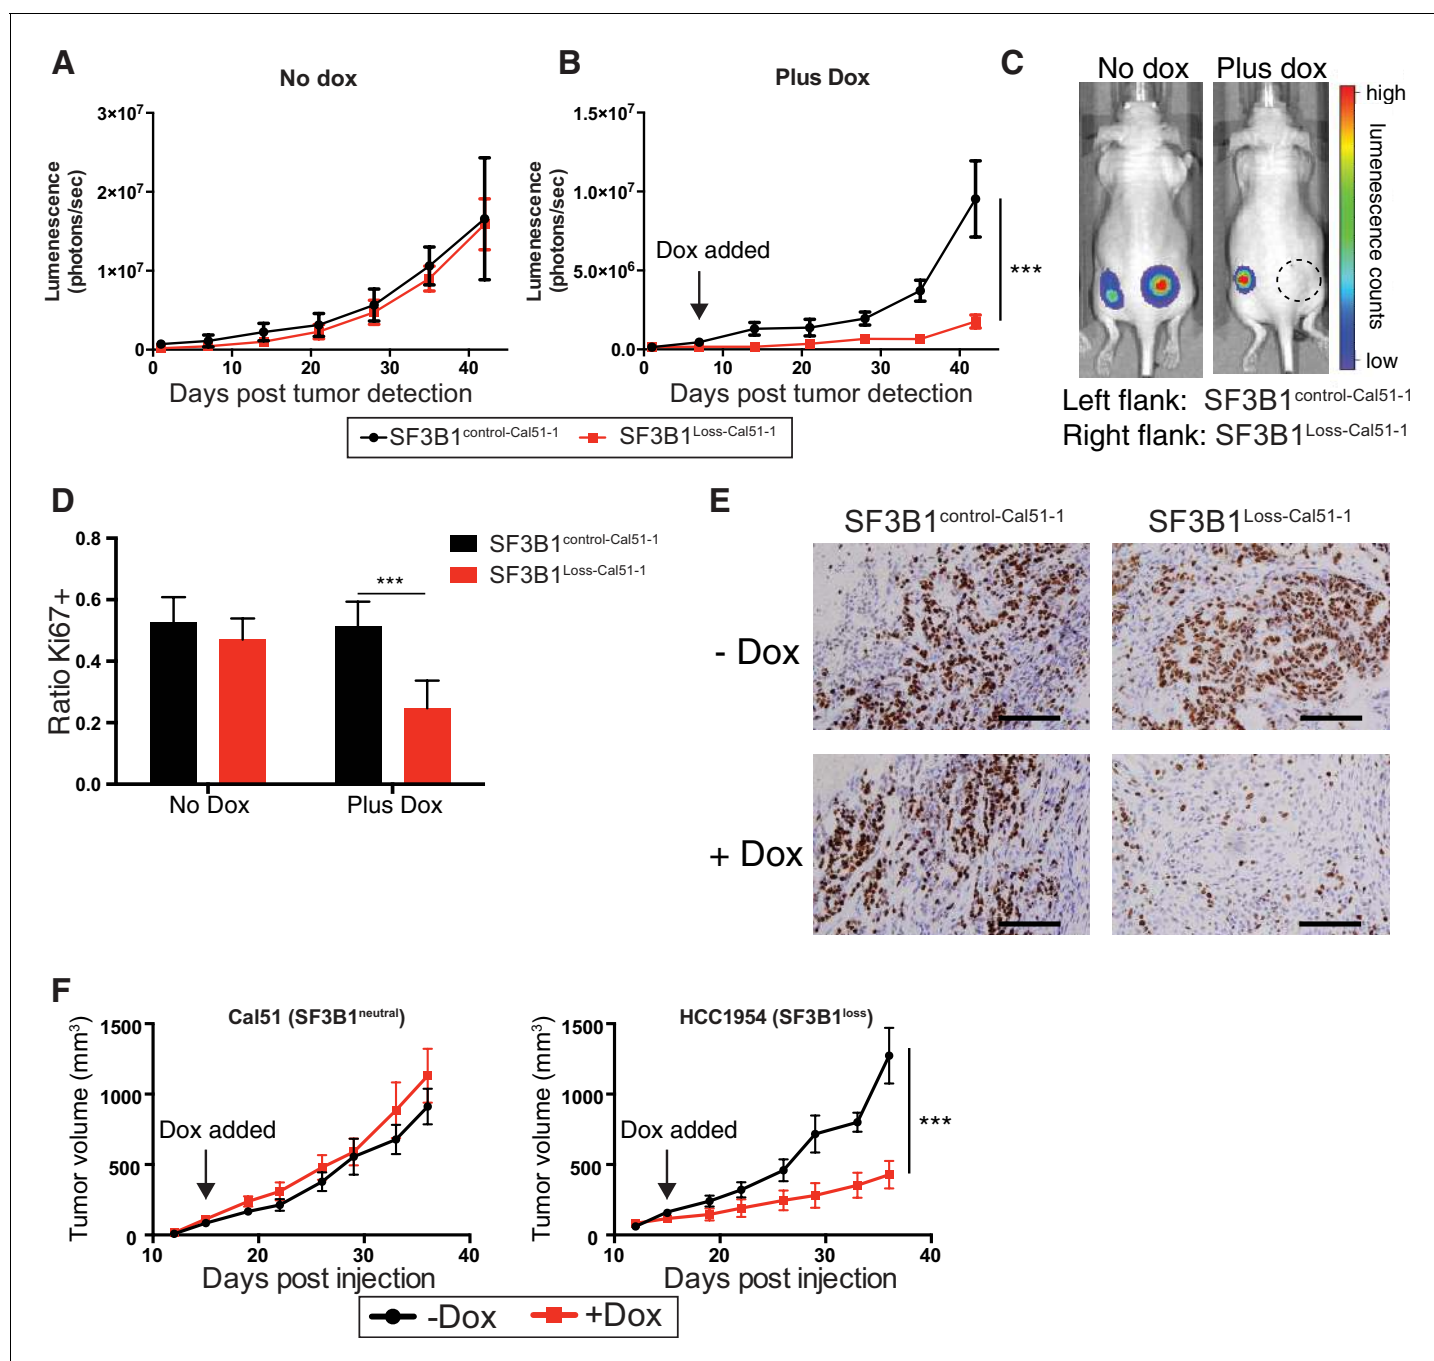 A
No dox
3×10⁷
2×10⁷
1×10⁷
0
Lumenescence
(photons/sec)
0 10 20 30 40
Days post tumor detection
B
Plus Dox
1.5×10⁷
1.0×10⁷
5.0×10⁶
0.0
Lumenescence
(photons/sec)
Dox added
***
0 10 20 30 40
Days post tumor detection
SF3B1control-Cal51-1 SF3B1Loss-Cal51-1
C
No dox Plus dox
high
lumenescence counts
low
Left flank: SF3B1control-Cal51-1
Right flank: SF3B1Loss-Cal51-1
D
0.8
0.6
0.4
0.2
0.0
Ratio Ki67+
***
SF3B1control-Cal51-1
SF3B1Loss-Cal51-1
No Dox Plus Dox
E
SF3B1control-Cal51-1 SF3B1Loss-Cal51-1
- Dox
+ Dox
F
Cal51 (SF3B1neutral)
1500
1000
500
0
Tumor volume (mm³)
Dox added
10 20 30 40
Days post injection
HCC1954 (SF3B1loss)
1500
1000
500
0
Tumor volume (mm³)
Dox added
***
10 20 30 40
Days post injection
-Dox +Dox